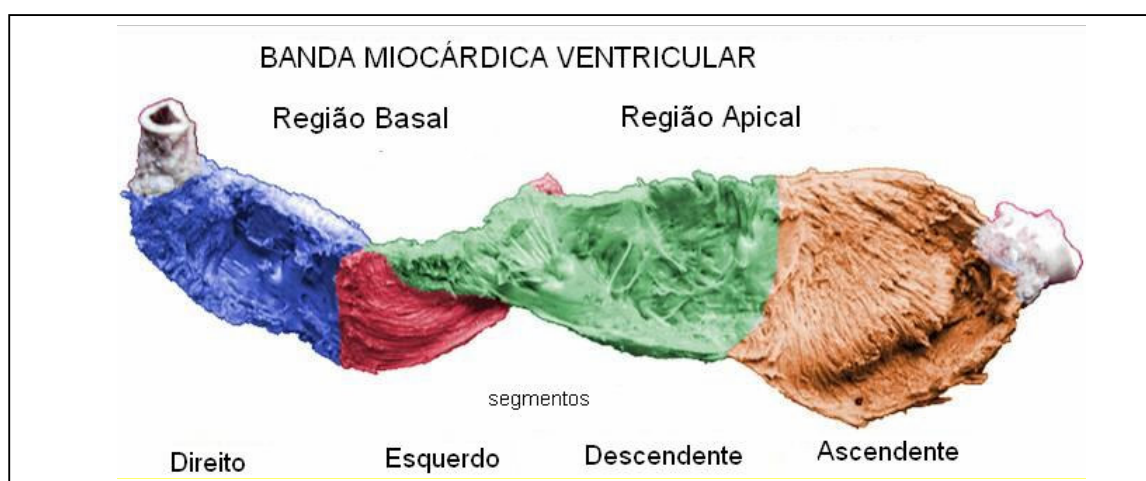 BANDA MIOCÁRDICA VENTRICULAR
Região Basal Região Apical
segmentos
Direito Esquerdo Descendente Ascendente